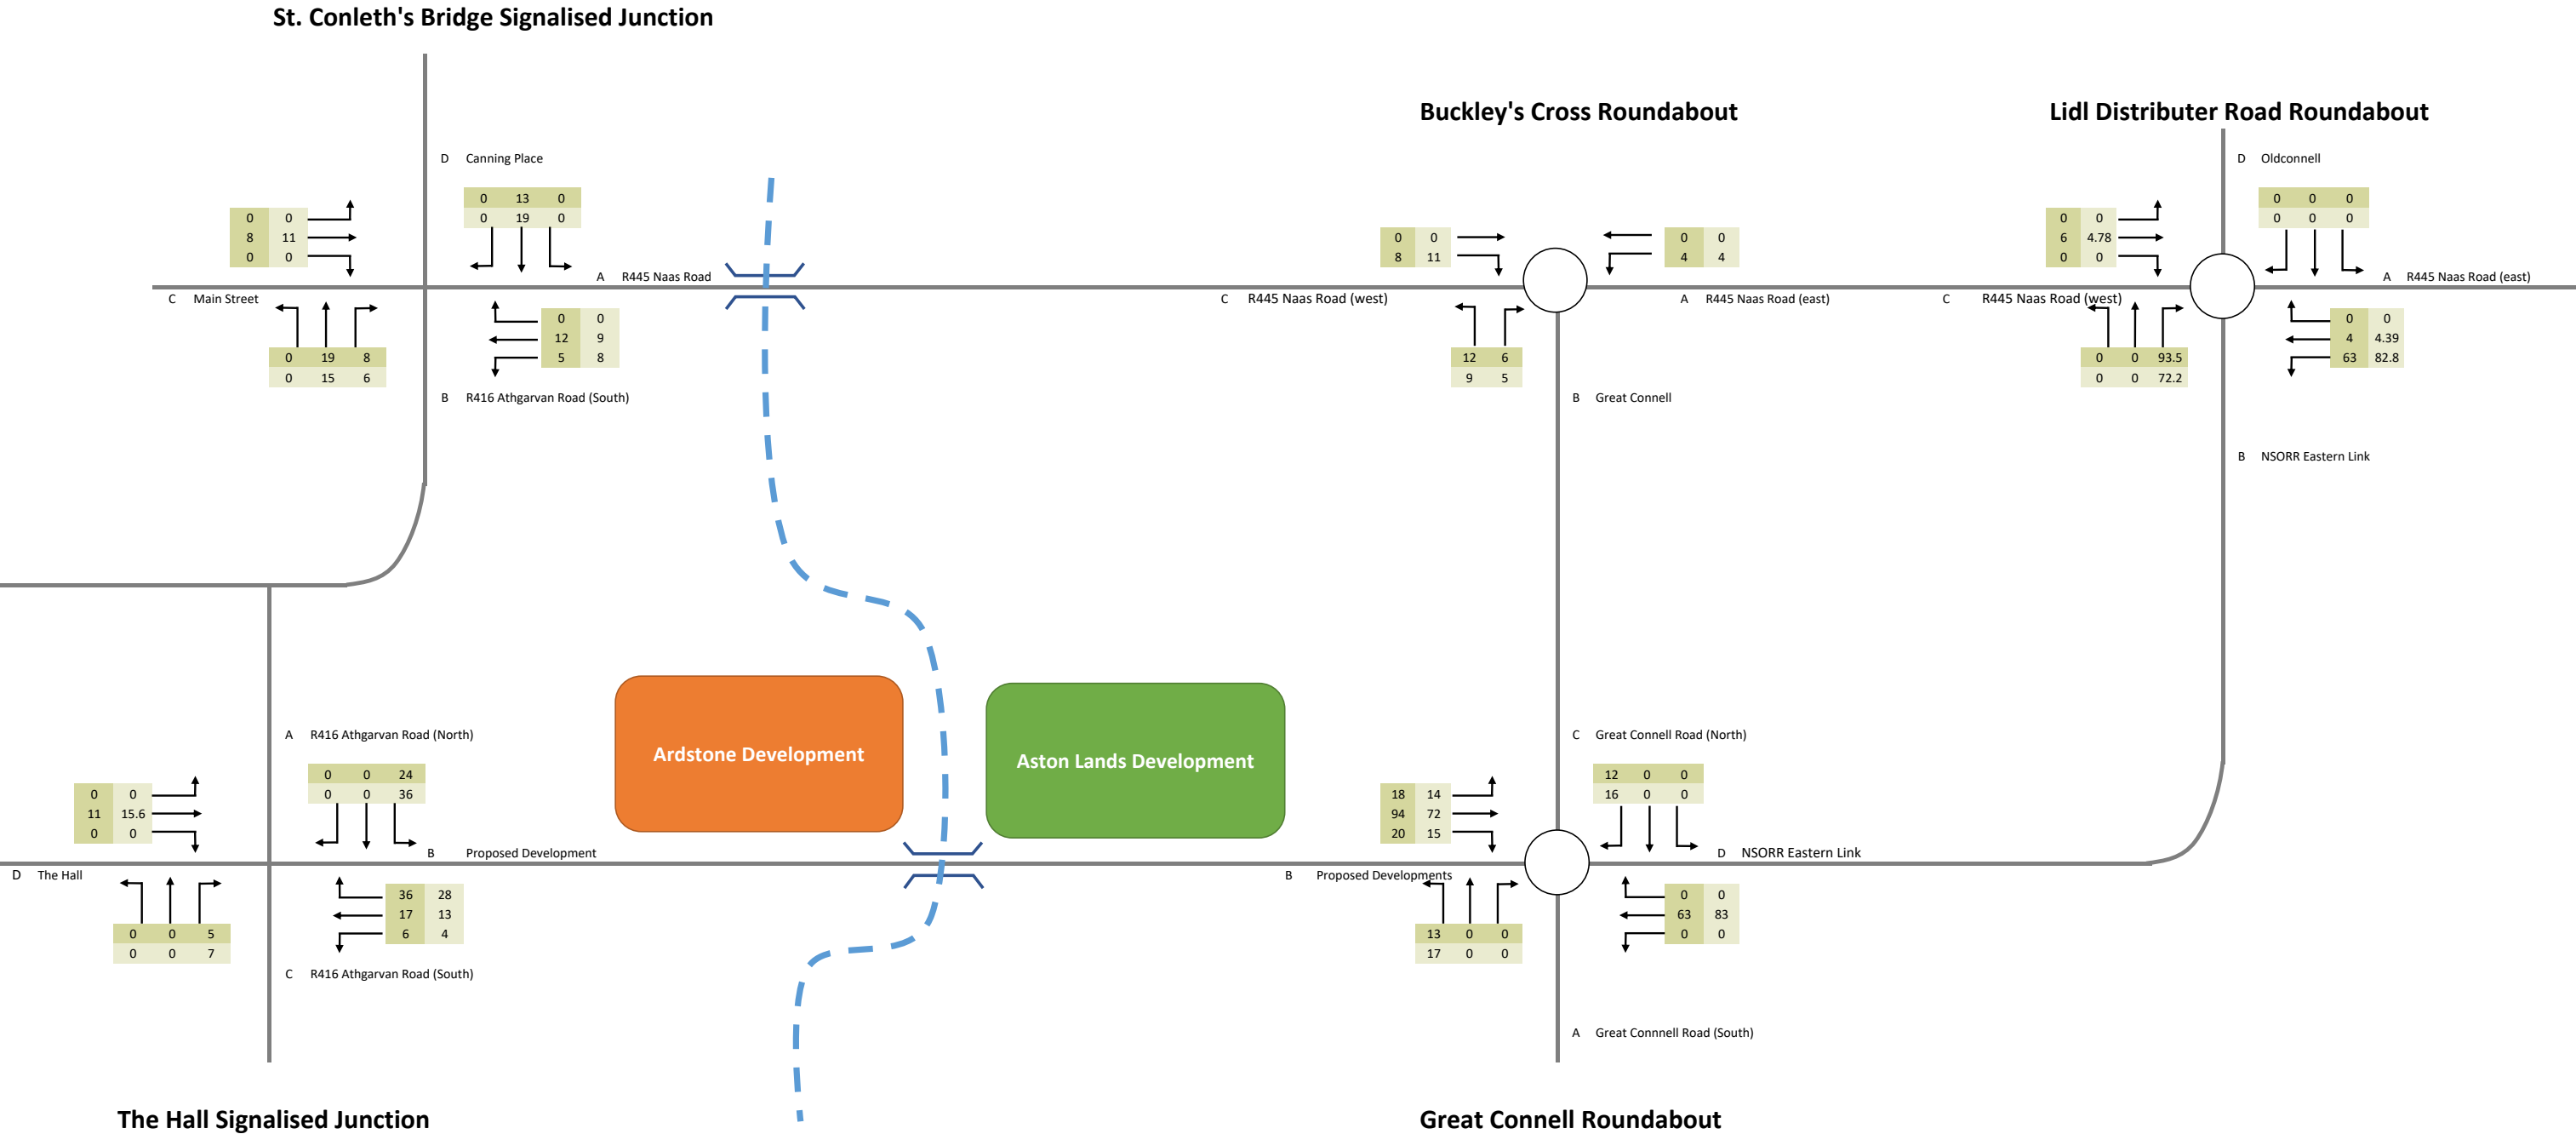 St. Conleth's Bridge Signalised Junction
Buckley's Cross Roundabout
Lidl Distributer Road Roundabout
D Canning Place
0 13 0
0 19 0
0 0
8 11
0 0
A R445 Naas Road
C Main Street
0 0
12 9
5 8
0 19 8
0 15 6
B R416 Athgarvan Road (South)
0 0
8 11
0 0
4 4
C R445 Naas Road (west)
A R445 Naas Road (east)
12 6
9 5
B Great Connell
D Oldconnell
0 0 0
0 0 0
0 0
6 4.78
0 0
A R445 Naas Road (east)
C R445 Naas Road (west)
0 0
4 4.39
63 82.8
0 0 93.5
0 0 72.2
B NSORR Eastern Link
Ardstone Development
Aston Lands Development
A R416 Athgarvan Road (North)
0 0 24
0 0 36
0 0
11 15.6
0 0
B Proposed Development
D The Hall
36 28
17 13
6 4
0 0 5
0 0 7
C R416 Athgarvan Road (South)
C Great Connell Road (North)
12 0 0
16 0 0
18 14
94 72
20 15
D NSORR Eastern Link
B Proposed Developments
0 0
63 83
0 0
13 0 0
17 0 0
A Great Connnell Road (South)
The Hall Signalised Junction
Great Connell Roundabout